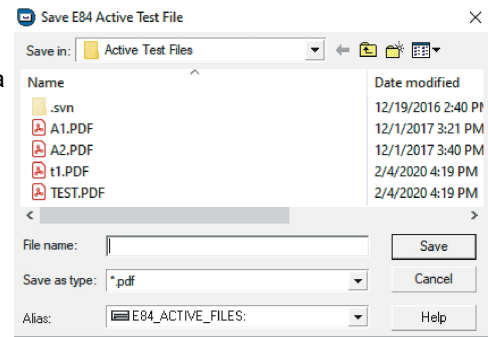 Save E84 Active Test File
Save in: Active Test Files
a
Name Date modified
.svn 12/19/2016 2:40 PM
A1.PDF 12/1/2017 3:21 PM
A2.PDF 12/1/2017 3:40 PM
t1.PDF 2/4/2020 4:19 PM
TEST.PDF 2/4/2020 4:19 PM
File name: Save
Save as type: *.pdf Cancel
Alias: E84_ACTIVE_FILES: Help